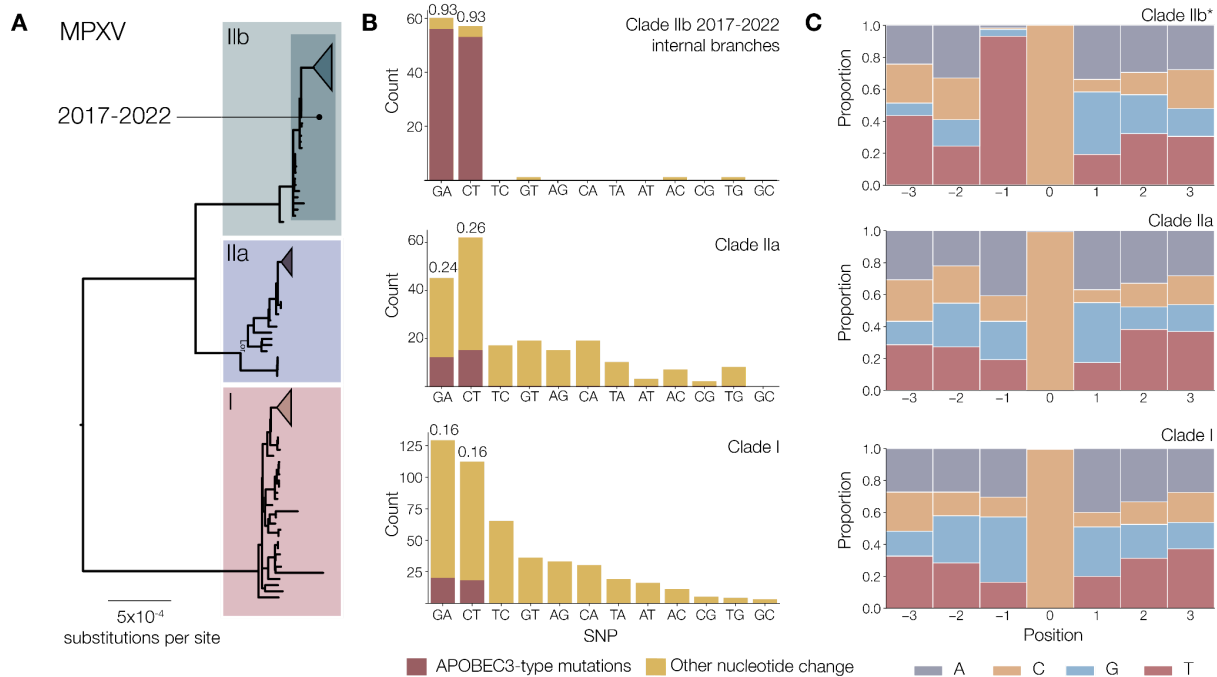 A
MPXV
IIb
2017-2022
IIa
Lor
I
5x10⁻⁴
substitutions per site
B
Clade IIb 2017-2022
internal branches
Count
60
40
20
0.93
0.93
GA CT TC GT AG CA TA AT AC CG TG GC
Clade IIa
Count
60
40
20
0.24
0.26
GA CT TC GT AG CA TA AT AC CG TG GC
Clade I
Count
125
100
75
50
25
0.16
0.16
GA CT TC GT AG CA TA AT AC CG TG GC
SNP
APOBEC3-type mutations
Other nucleotide change
C
Clade IIb*
Proportion
1.0
0.8
0.6
0.4
0.2
0.0
−3 −2 −1 0 1 2 3
Clade IIa
Proportion
1.0
0.8
0.6
0.4
0.2
0.0
−3 −2 −1 0 1 2 3
Clade I
Proportion
1.0
0.8
0.6
0.4
0.2
0.0
−3 −2 −1 0 1 2 3
Position
A C G T